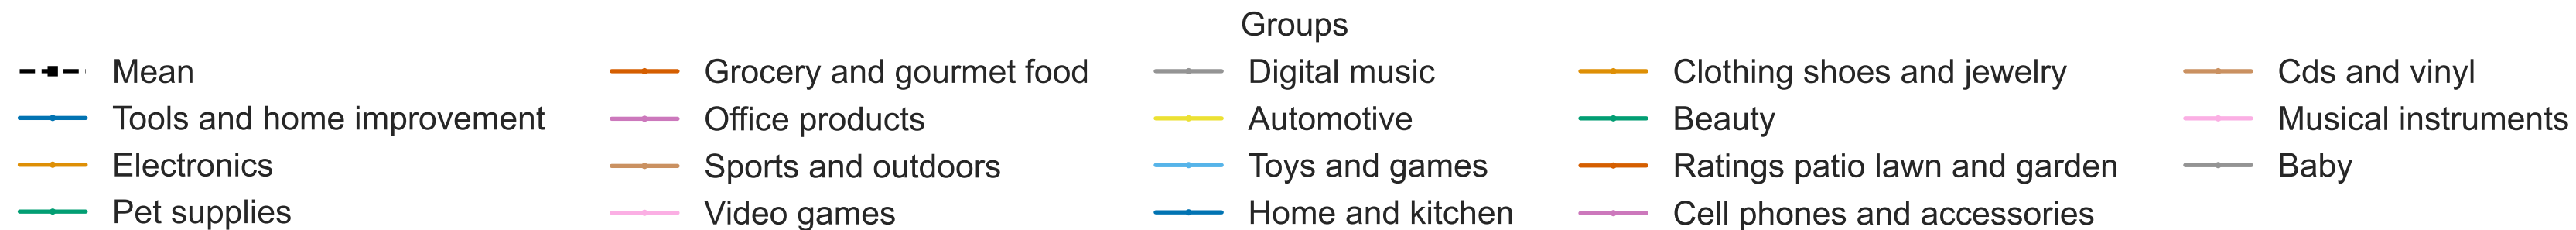 Groups
Mean
Tools and home improvement
Electronics
Pet supplies
Grocery and gourmet food
Office products
Sports and outdoors
Video games
Digital music
Automotive
Toys and games
Home and kitchen
Clothing shoes and jewelry
Beauty
Ratings patio lawn and garden
Cell phones and accessories
Cds and vinyl
Musical instruments
Baby